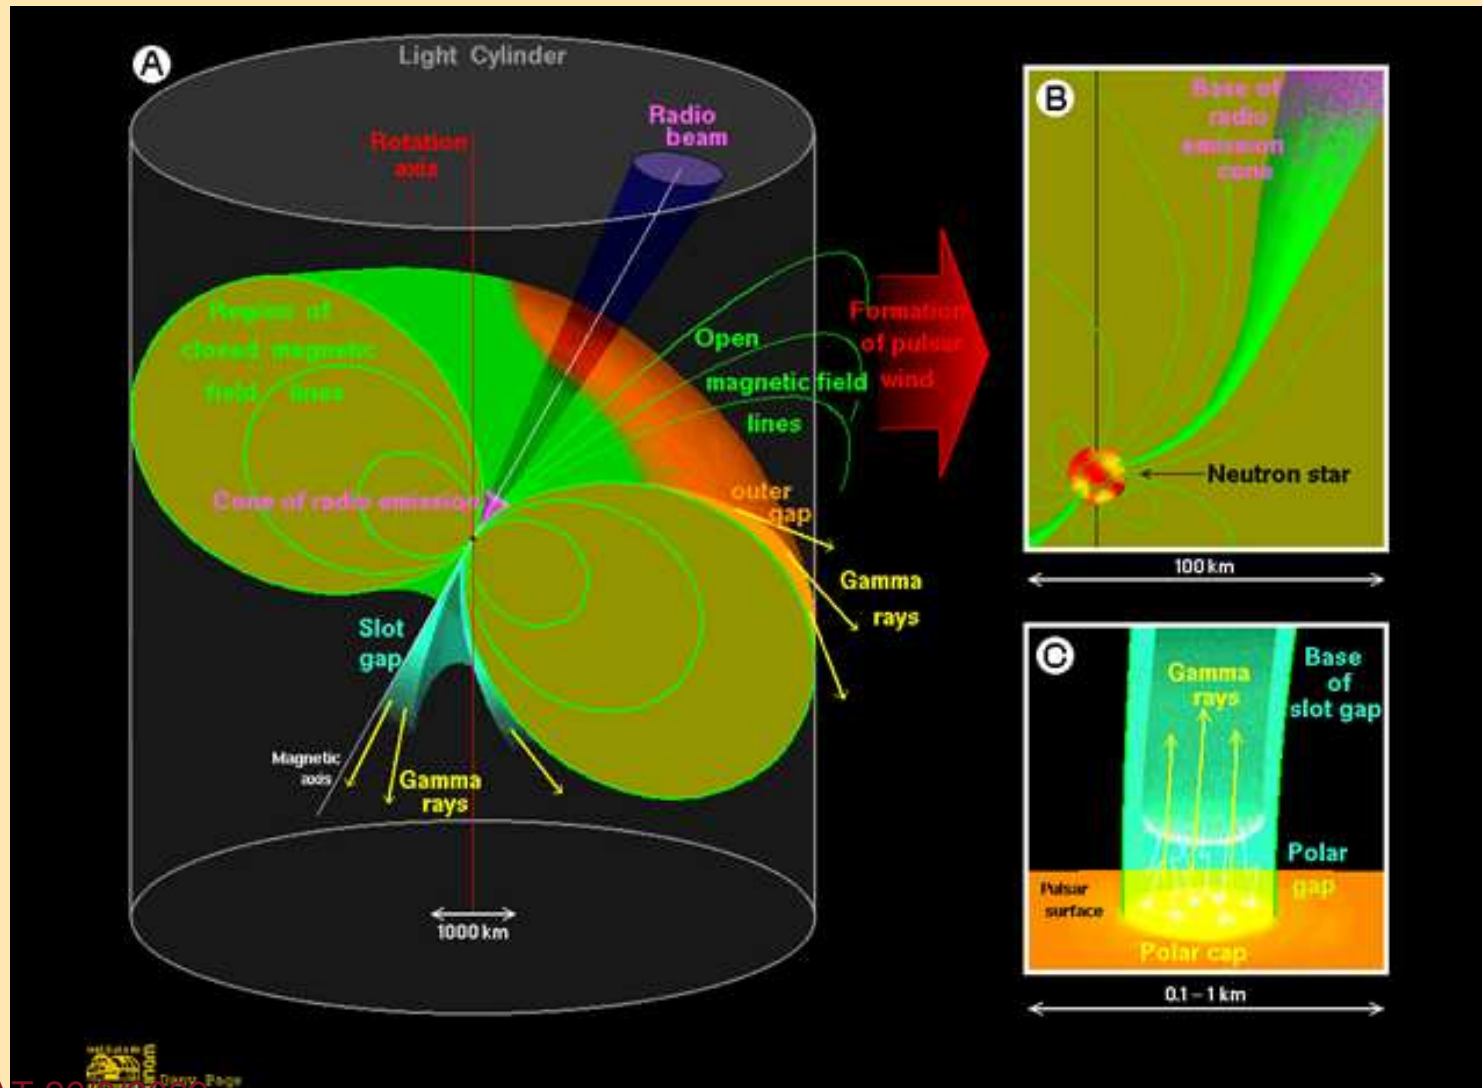 A
Light Cylinder
Rotation
axis
Radio
beam
Region of
closed magnetic
field lines
Open
magnetic field
lines
Formation
of pulsar
wind
Cone of radio emission
outer
gap
Gamma
rays
Slot
gap
Magnetic
axis
Gamma
rays
1000 km
B
Base of
radio
emission
cone
Neutron star
100 km
C
Gamma
rays
Base
of
slot gap
Polar
gap
Pulsar
surface
Polar cap
0.1 – 1 km
Dany Page